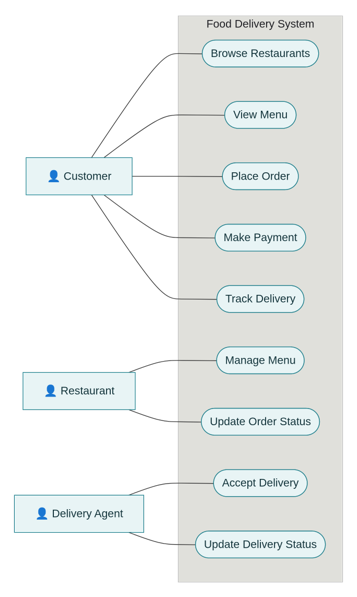 Food Delivery System
Browse Restaurants
View Menu
👤 Customer
Place Order
Make Payment
Track Delivery
Manage Menu
👤 Restaurant
Update Order Status
Accept Delivery
👤 Delivery Agent
Update Delivery Status